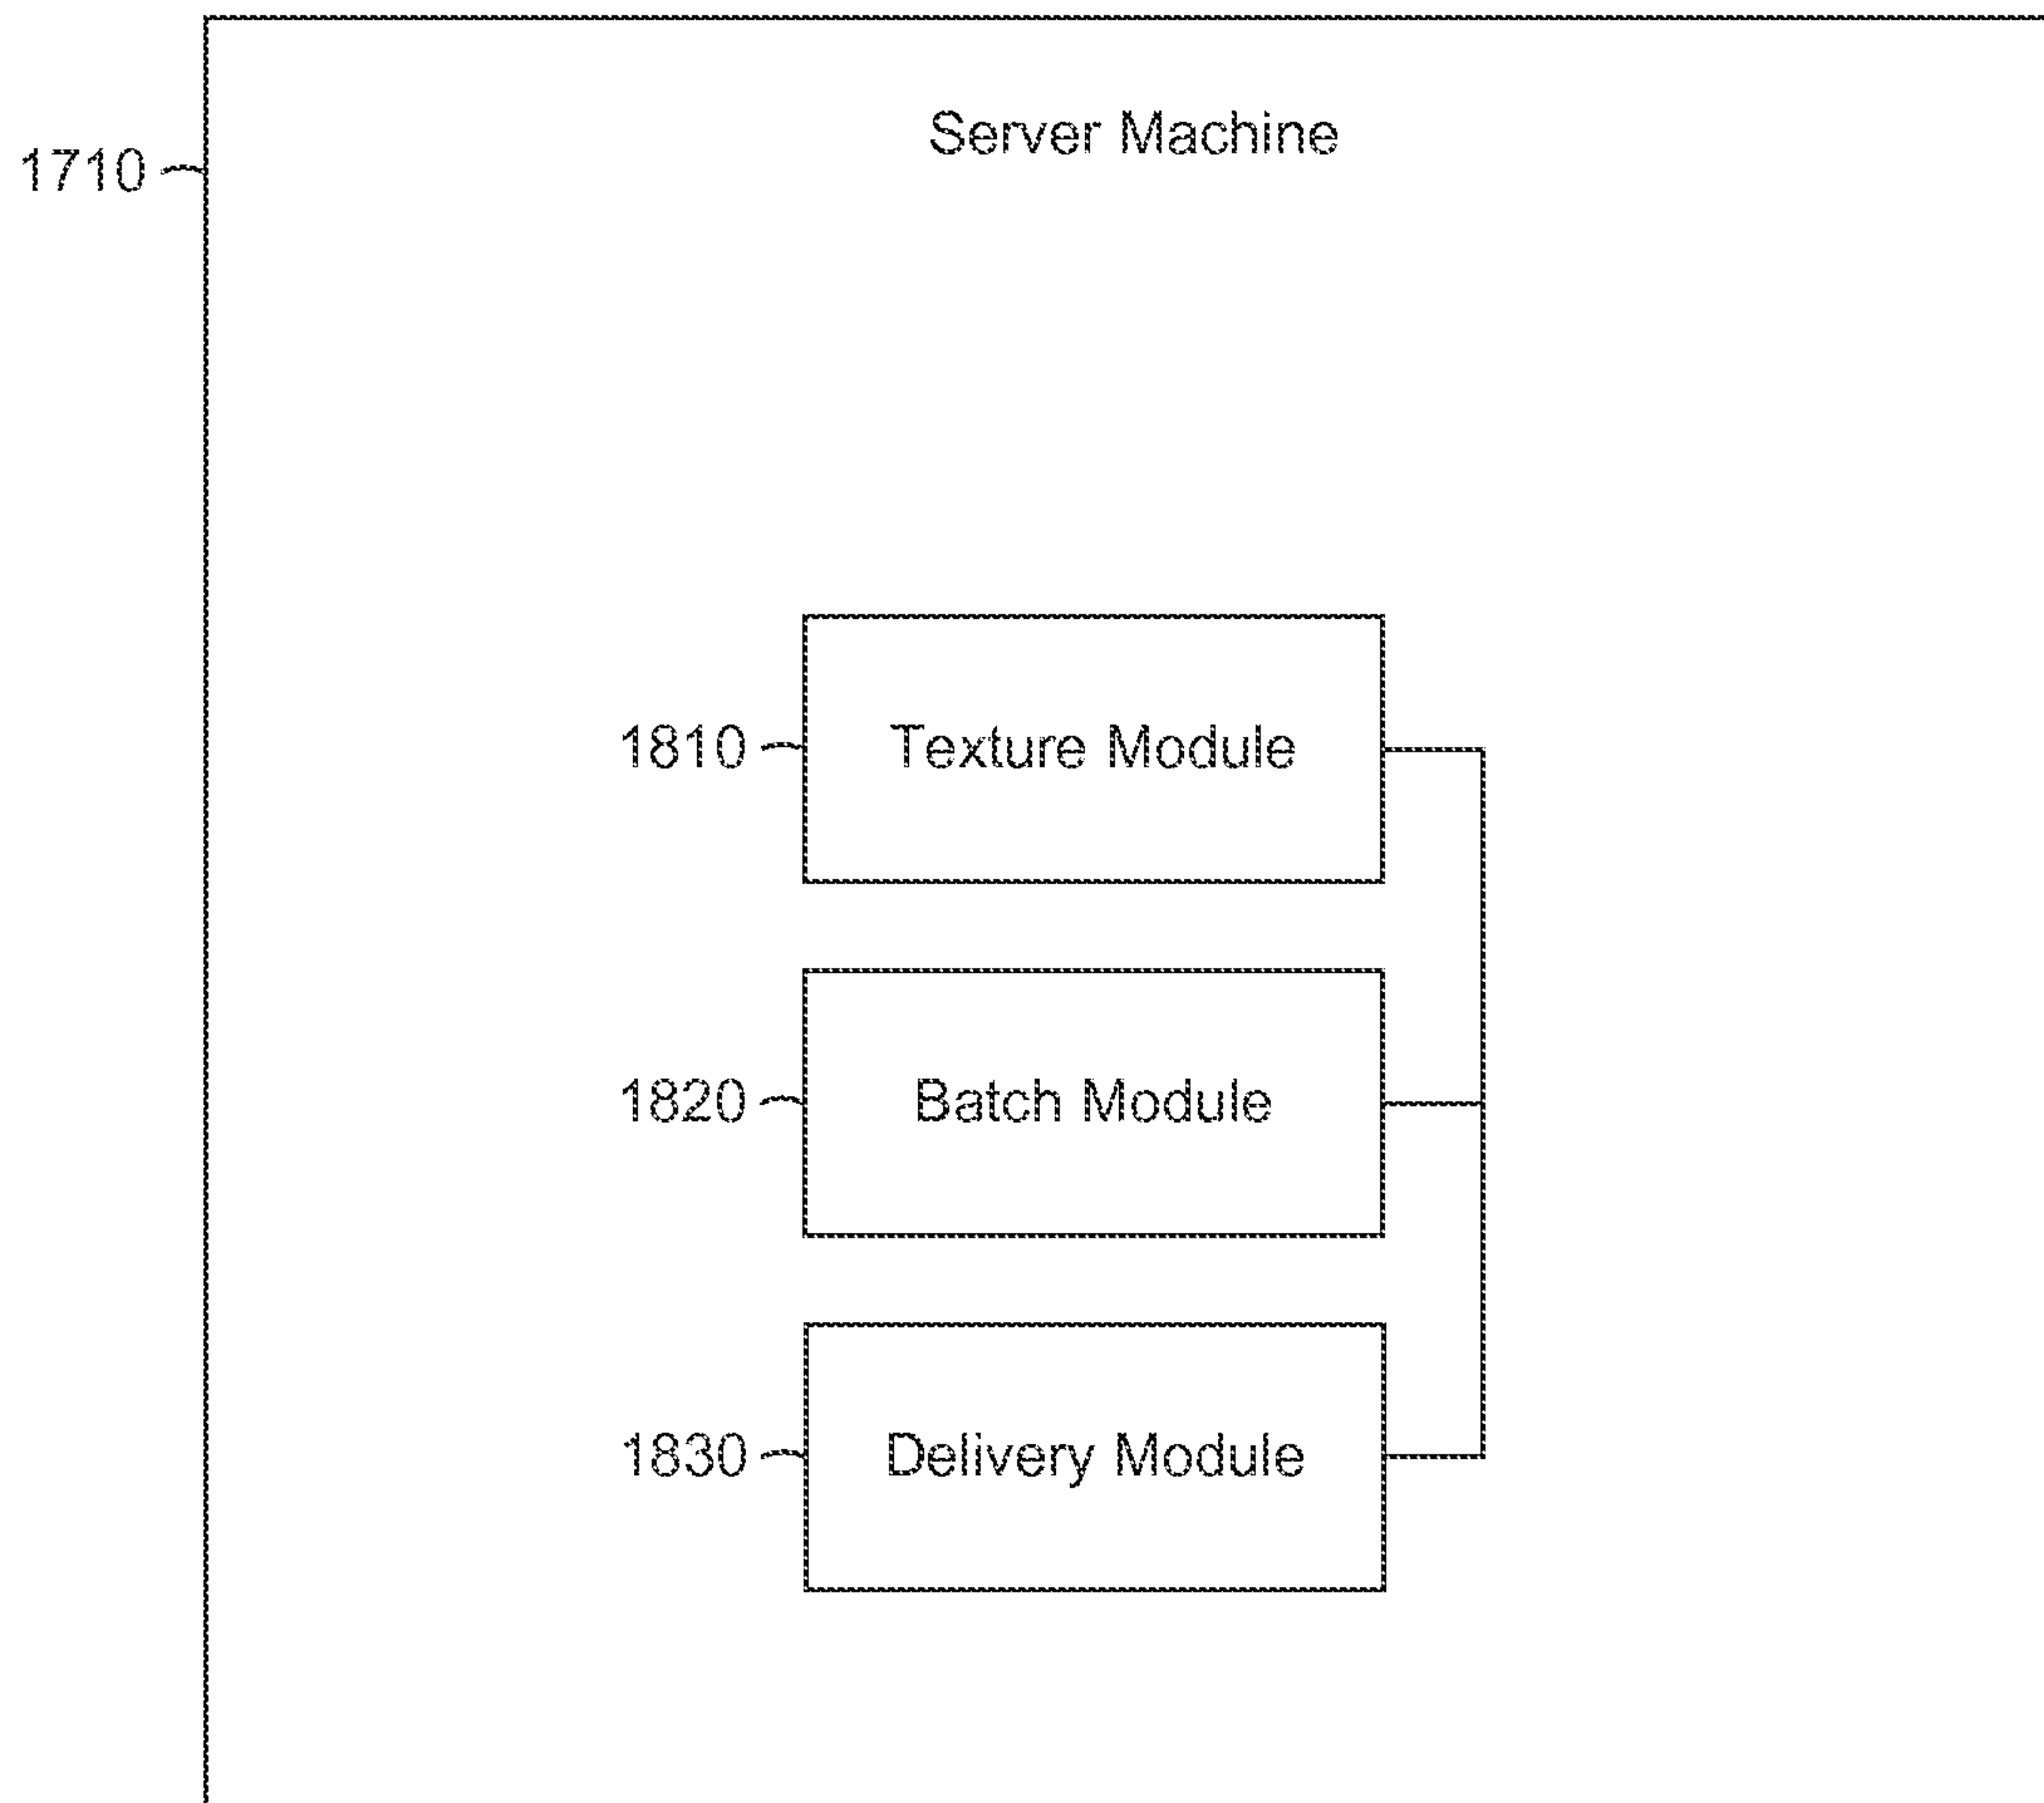 Server Machine
1710
1810 Texture Module
1820 Batch Module
1830 Delivery Module